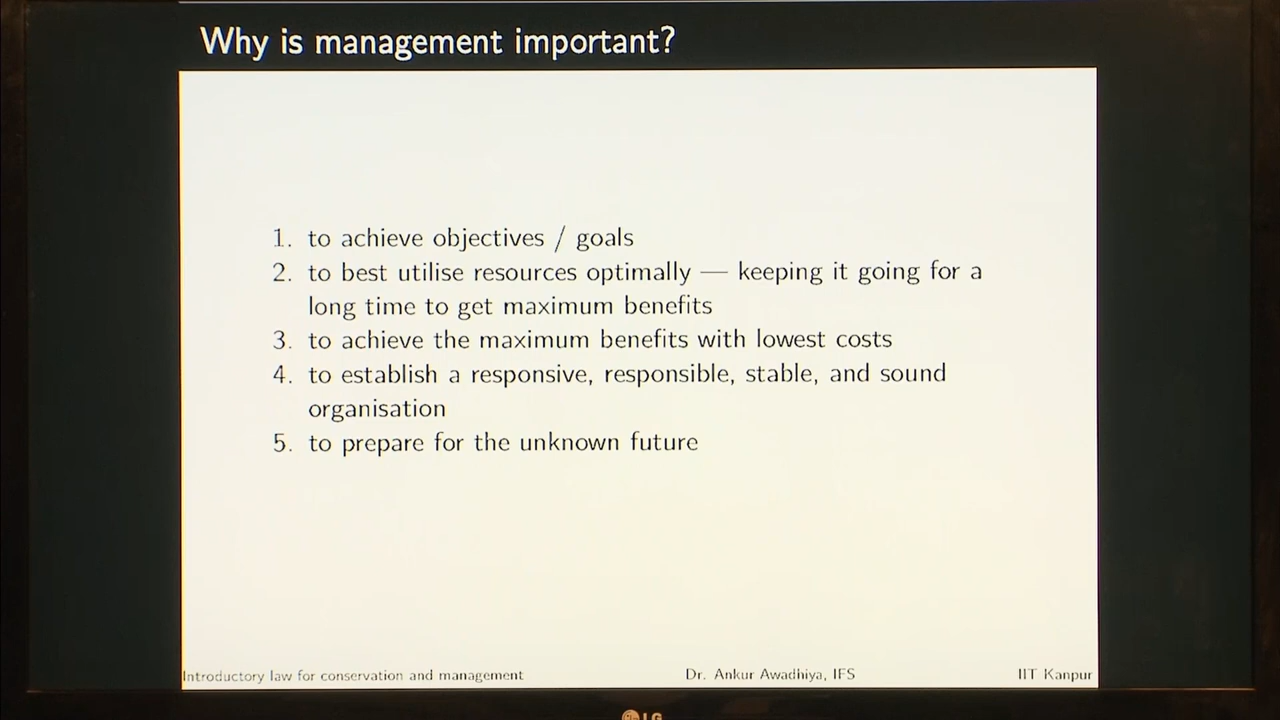 Why is management important?
1. to achieve objectives / goals
2. to best utilise resources optimally — keeping it going for a
long time to get maximum benefits
3. to achieve the maximum benefits with lowest costs
4. to establish a responsive, responsible, stable, and sound
organisation
5. to prepare for the unknown future
Introductory law for conservation and management Dr. Ankur Awadhiya, IFS IIT Kanpur
LG